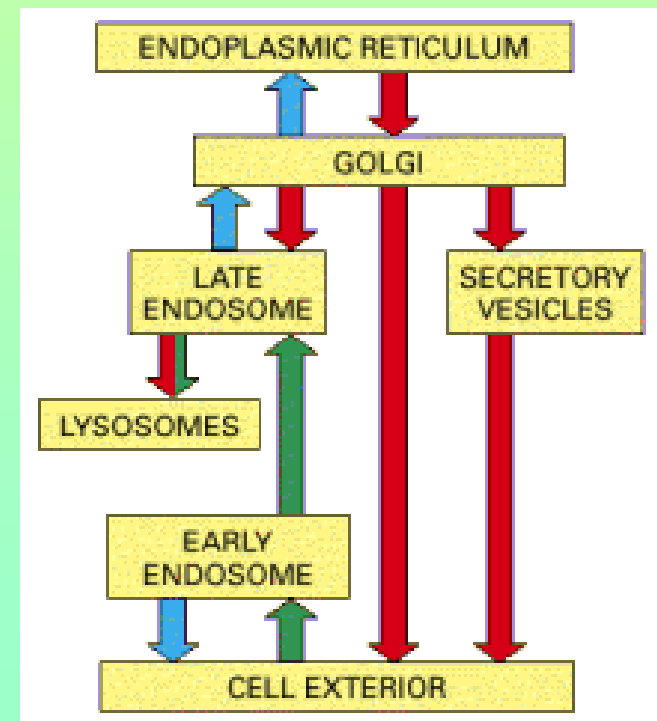 ENDOPLASMIC RETICULUM
GOLGI
LATE
ENDOSOME
SECRETORY
VESICLES
LYSOSOMES
EARLY
ENDOSOME
CELL EXTERIOR